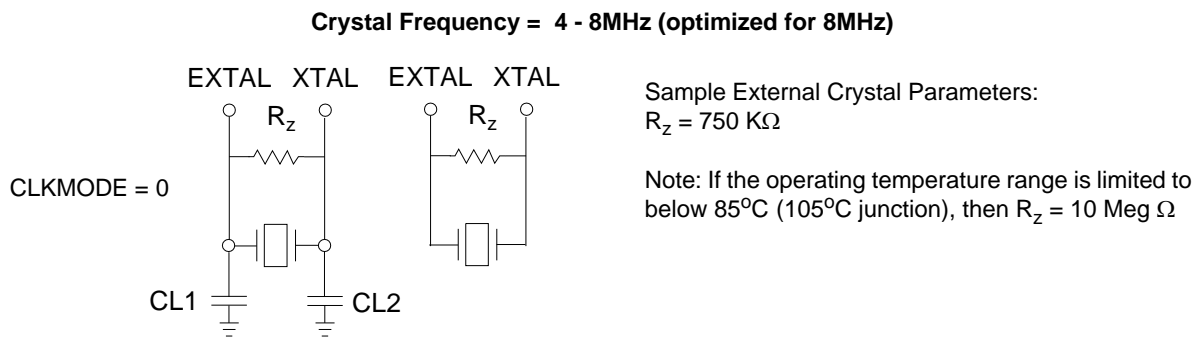 Crystal Frequency = 4 - 8MHz (optimized for 8MHz)
EXTAL XTAL EXTAL XTAL
Rz Rz
CLKMODE = 0
CL1 CL2
Sample External Crystal Parameters:
Rz = 750 KΩ
Note: If the operating temperature range is limited to
below 85oC (105oC junction), then Rz = 10 Meg Ω